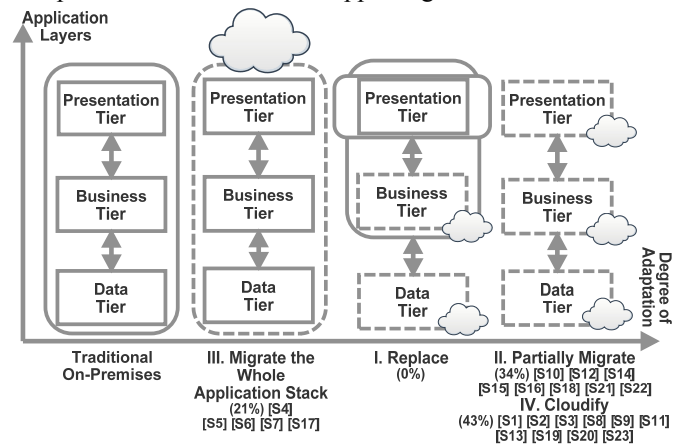 Application
Layers
Presentation
Tier
Business
Tier
Data
Tier
Presentation
Tier
Business
Tier
Data
Tier
Presentation
Tier
Business
Tier
Data
Tier
Presentation
Tier
Business
Tier
Data
Tier
Degree of
Adaptation
Traditional
On-Premises
III. Migrate the
Whole
Application Stack
(21%) [S4]
[S5] [S6] [S7] [S17]
I. Replace
(0%)
II. Partially Migrate
(34%) [S10] [S12] [S14]
[S15] [S16] [S18] [S21] [S22]
IV. Cloudify
(43%) [S1] [S2] [S3] [S8] [S9] [S11]
[S13] [S19] [S20] [S23]